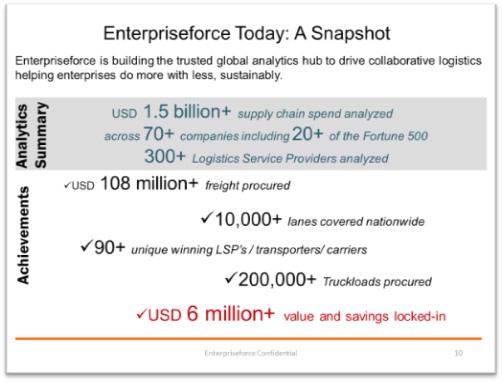 Enterpriseforce Today: A Snapshot
Enterpriseforce is building the trusted global analytics hub to drive collaborative logistics
helping enterprises do more with less, sustainably.
Analytics
Summary
USD 1.5 billion+ supply chain spend analyzed
across 70+ companies including 20+ of the Fortune 500
300+ Logistics Service Providers analyzed
Achievements
✓USD 108 million+ freight procured
✓10,000+ lanes covered nationwide
✓90+ unique winning LSP's / transporters/ carriers
✓200,000+ Truckloads procured
✓USD 6 million+ value and savings locked-in
Enterpriseforce Confidential
10